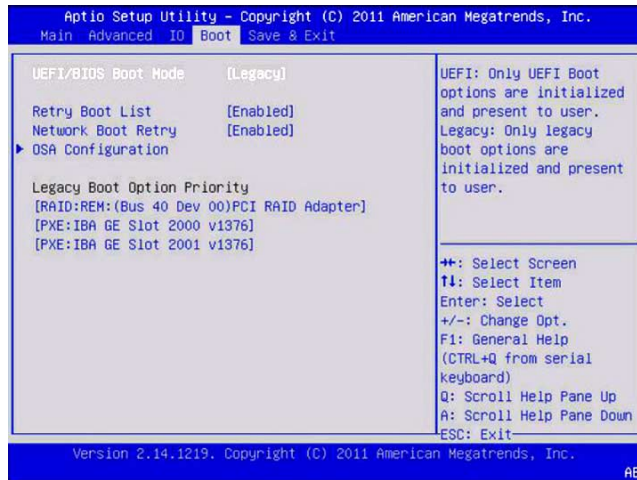 Aptio Setup Utility – Copyright (C) 2011 American Megatrends, Inc.
Main Advanced IO Boot Save & Exit
UEFI/BIOS Boot Mode [Legacy]
Retry Boot List [Enabled]
Network Boot Retry [Enabled]
▶ OSA Configuration
Legacy Boot Option Priority
[RAID:REM:(Bus 40 Dev 00)PCI RAID Adapter]
[PXE:IBA GE Slot 2000 v1376]
[PXE:IBA GE Slot 2001 v1376]
UEFI: Only UEFI Boot
options are initialized
and present to user.
Legacy: Only legacy
boot options are
initialized and present
to user.
→←: Select Screen
↑↓: Select Item
Enter: Select
+/-: Change Opt.
F1: General Help
(CTRL+Q from serial
keyboard)
Q: Scroll Help Pane Up
A: Scroll Help Pane Down
ESC: Exit
Version 2.14.1219. Copyright (C) 2011 American Megatrends, Inc.
AB